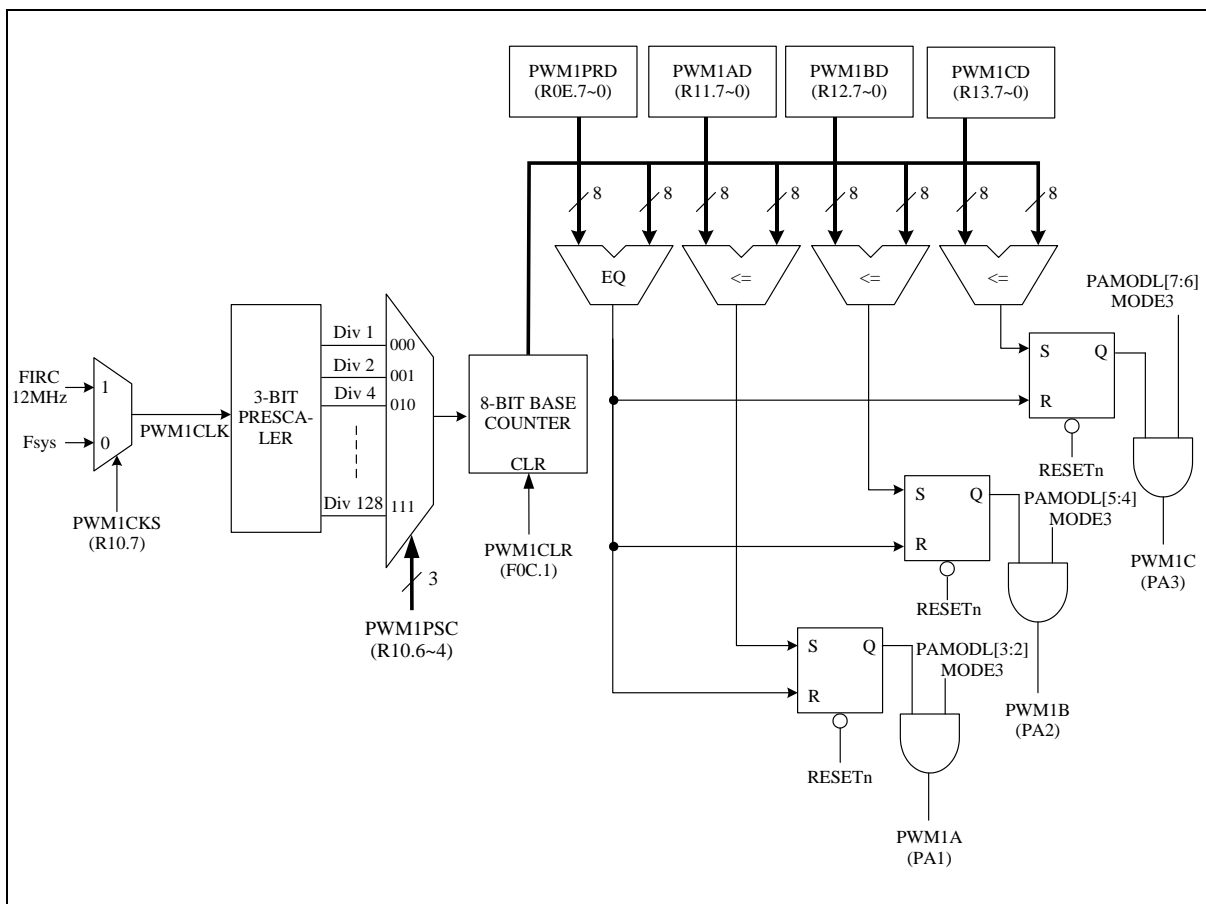 PWM1PRD
(R0E.7~0)
PWM1AD
(R11.7~0)
PWM1BD
(R12.7~0)
PWM1CD
(R13.7~0)
8
8
8
8
8
8
8
8
EQ
<=
<=
<=
PAMODL[7:6]
MODE3
S
Q
R
RESETn
PWM1C
(PA3)
FIRC
12MHz
Fsys
1
0
PWM1CLK
PWM1CKS
(R10.7)
3-BIT
PRESCA-
LER
Div 1
Div 2
Div 4
Div 128
000
001
010
111
3
PWM1PSC
(R10.6~4)
8-BIT BASE
COUNTER
CLR
PWM1CLR
(F0C.1)
S
Q
R
RESETn
PAMODL[5:4]
MODE3
PWM1B
(PA2)
S
Q
R
RESETn
PAMODL[3:2]
MODE3
PWM1A
(PA1)